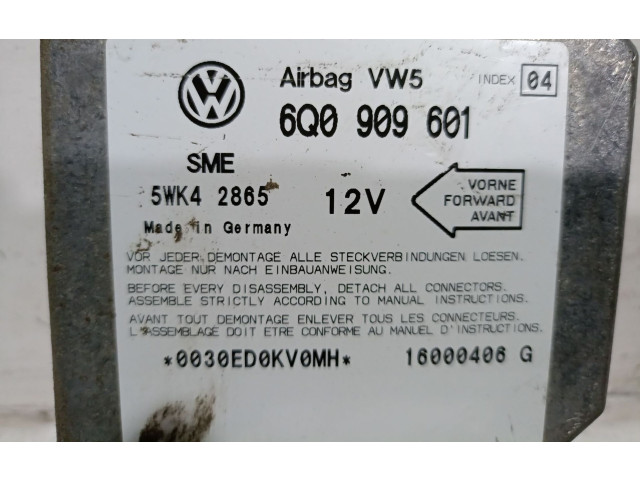 Airbag VW5 INDEX 04
6Q0 909 601
SME
5WK4 2865 12V
VORNE
FORWARD
AVANT
Made in Germany
VOR JEDER DEMONTAGE ALLE STECKVERBINDUNGEN LOESEN.
MONTAGE NUR NACH EINBAUANWEISUNG.
BEFORE EVERY DISASSEMBLY, DETACH ALL CONNECTORS.
ASSEMBLE STRICTLY ACCORDING TO MANUAL INSTRUCTIONS.
AVANT TOUT DEMONTAGE ENLEVER TOUS LES CONNECTEURS.
L'ASSEMBLAGE DOIT ETRE CONFORME AU MANUEL D'INSTRUCTIONS.
*0030ED0KV0MH* 16000406 G